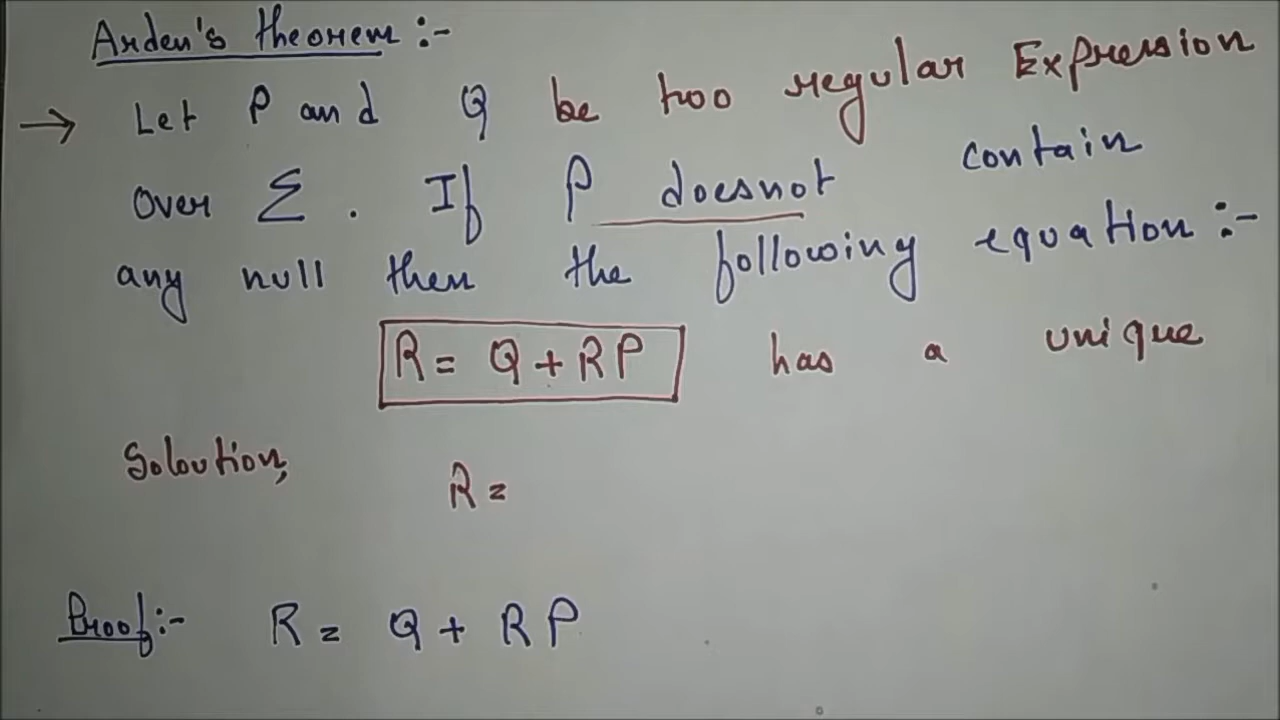 Arden's theorem :-
→ Let P and Q be two regular Expression
over Σ . If P doesnot contain
any null then the following equation :-
R = Q + RP has a unique
Soloution, R =
Proof :- R = Q + RP